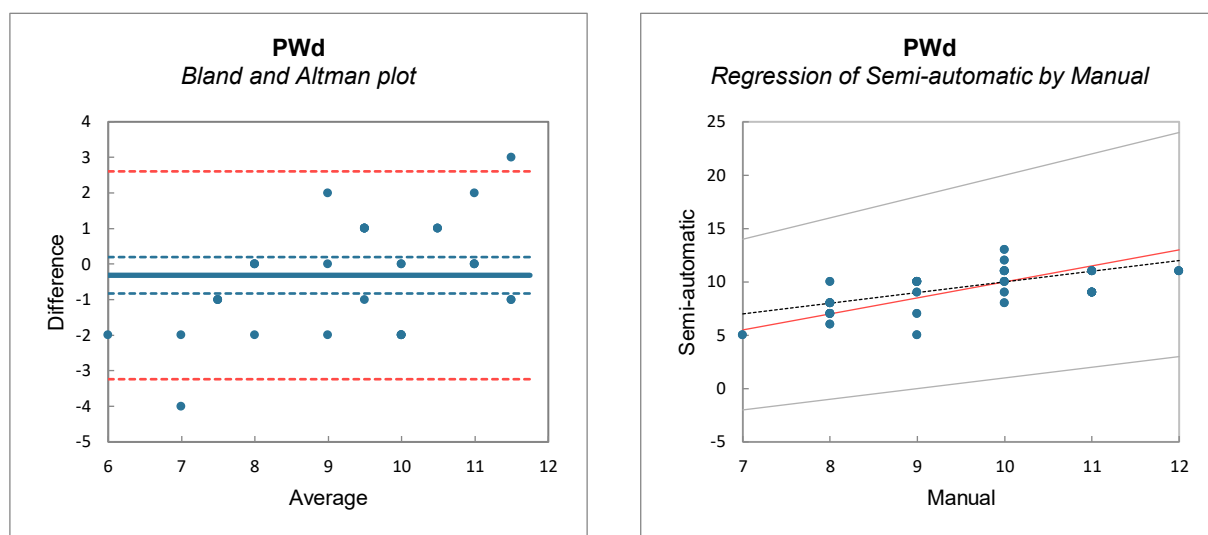 PWd
Bland and Altman plot
4
3
2
1
0
-1
-2
-3
-4
-5
Difference
6 7 8 9 10 11 12
Average
PWd
Regression of Semi-automatic by Manual
25
20
15
10
5
0
-5
Semi-automatic
7 8 9 10 11 12
Manual